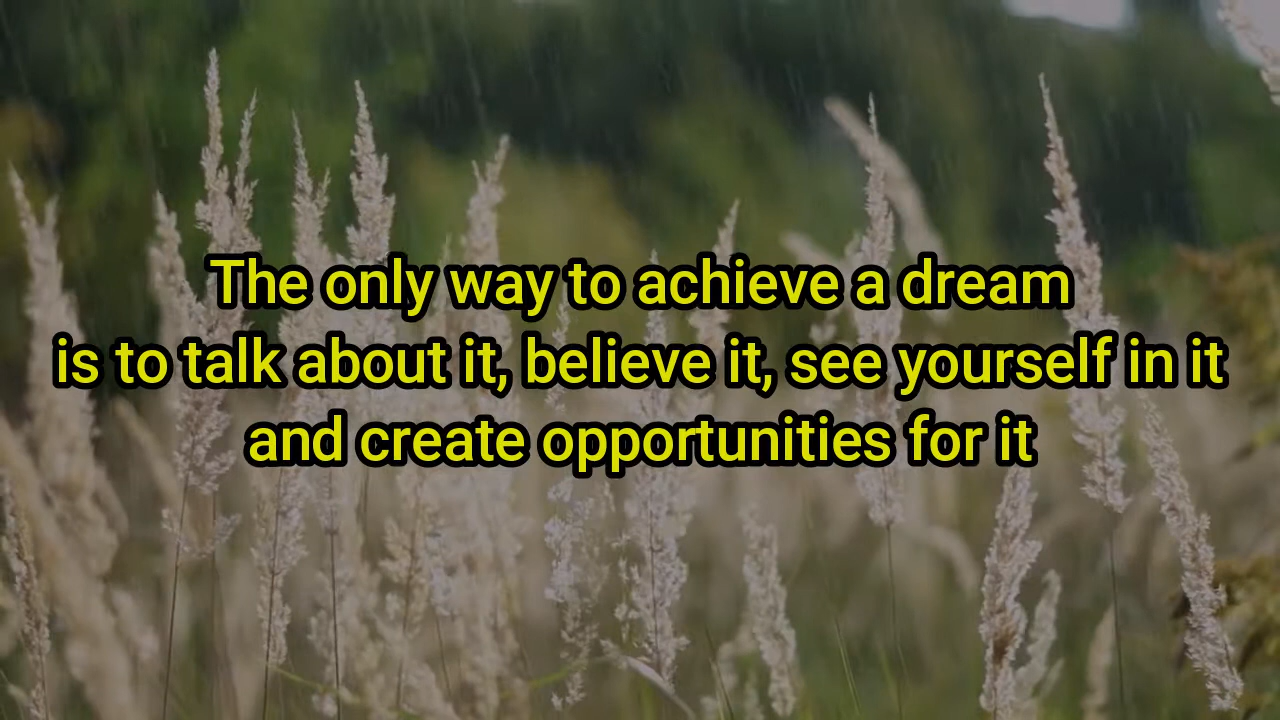 The only way to achieve a dream
is to talk about it, believe it, see yourself in it
and create opportunities for it